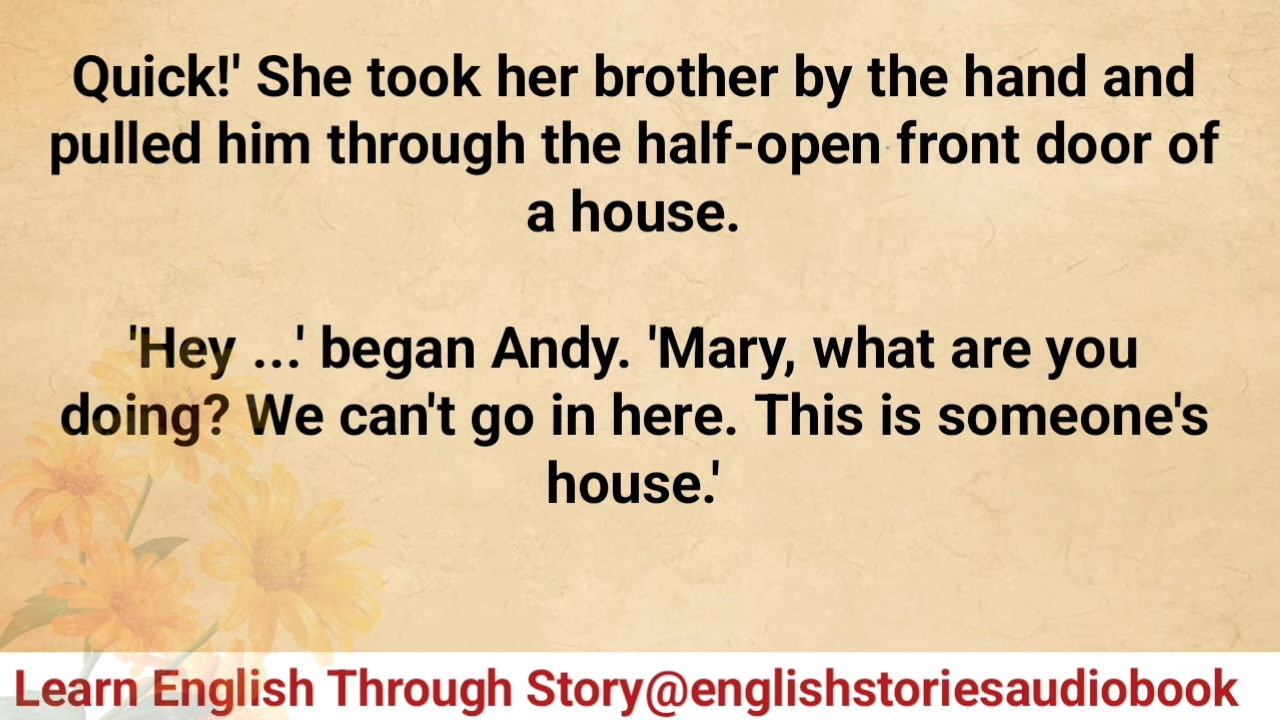 Quick!' She took her brother by the hand and
pulled him through the half-open front door of
a house.
'Hey ...' began Andy. 'Mary, what are you
doing? We can't go in here. This is someone's
house.'
Learn English Through Story@englishstoriesaudiobook